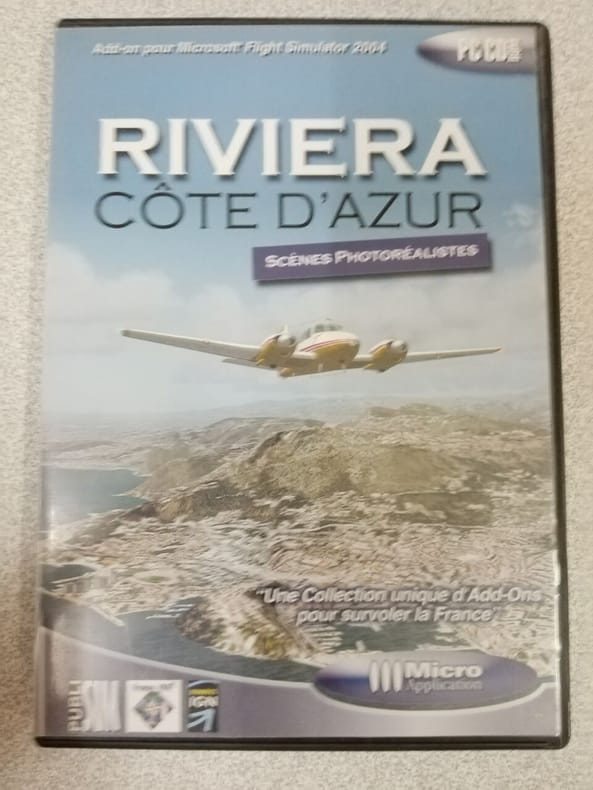 Add-on pour Microsoft Flight Simulator 2004
PC CD
RIVIERA
CÔTE D'AZUR
SCÈNES PHOTORÉALISTES
"Une Collection unique d'Add-Ons
pour survoler la France"
Micro
Application
PUBLI
SIM
IGN